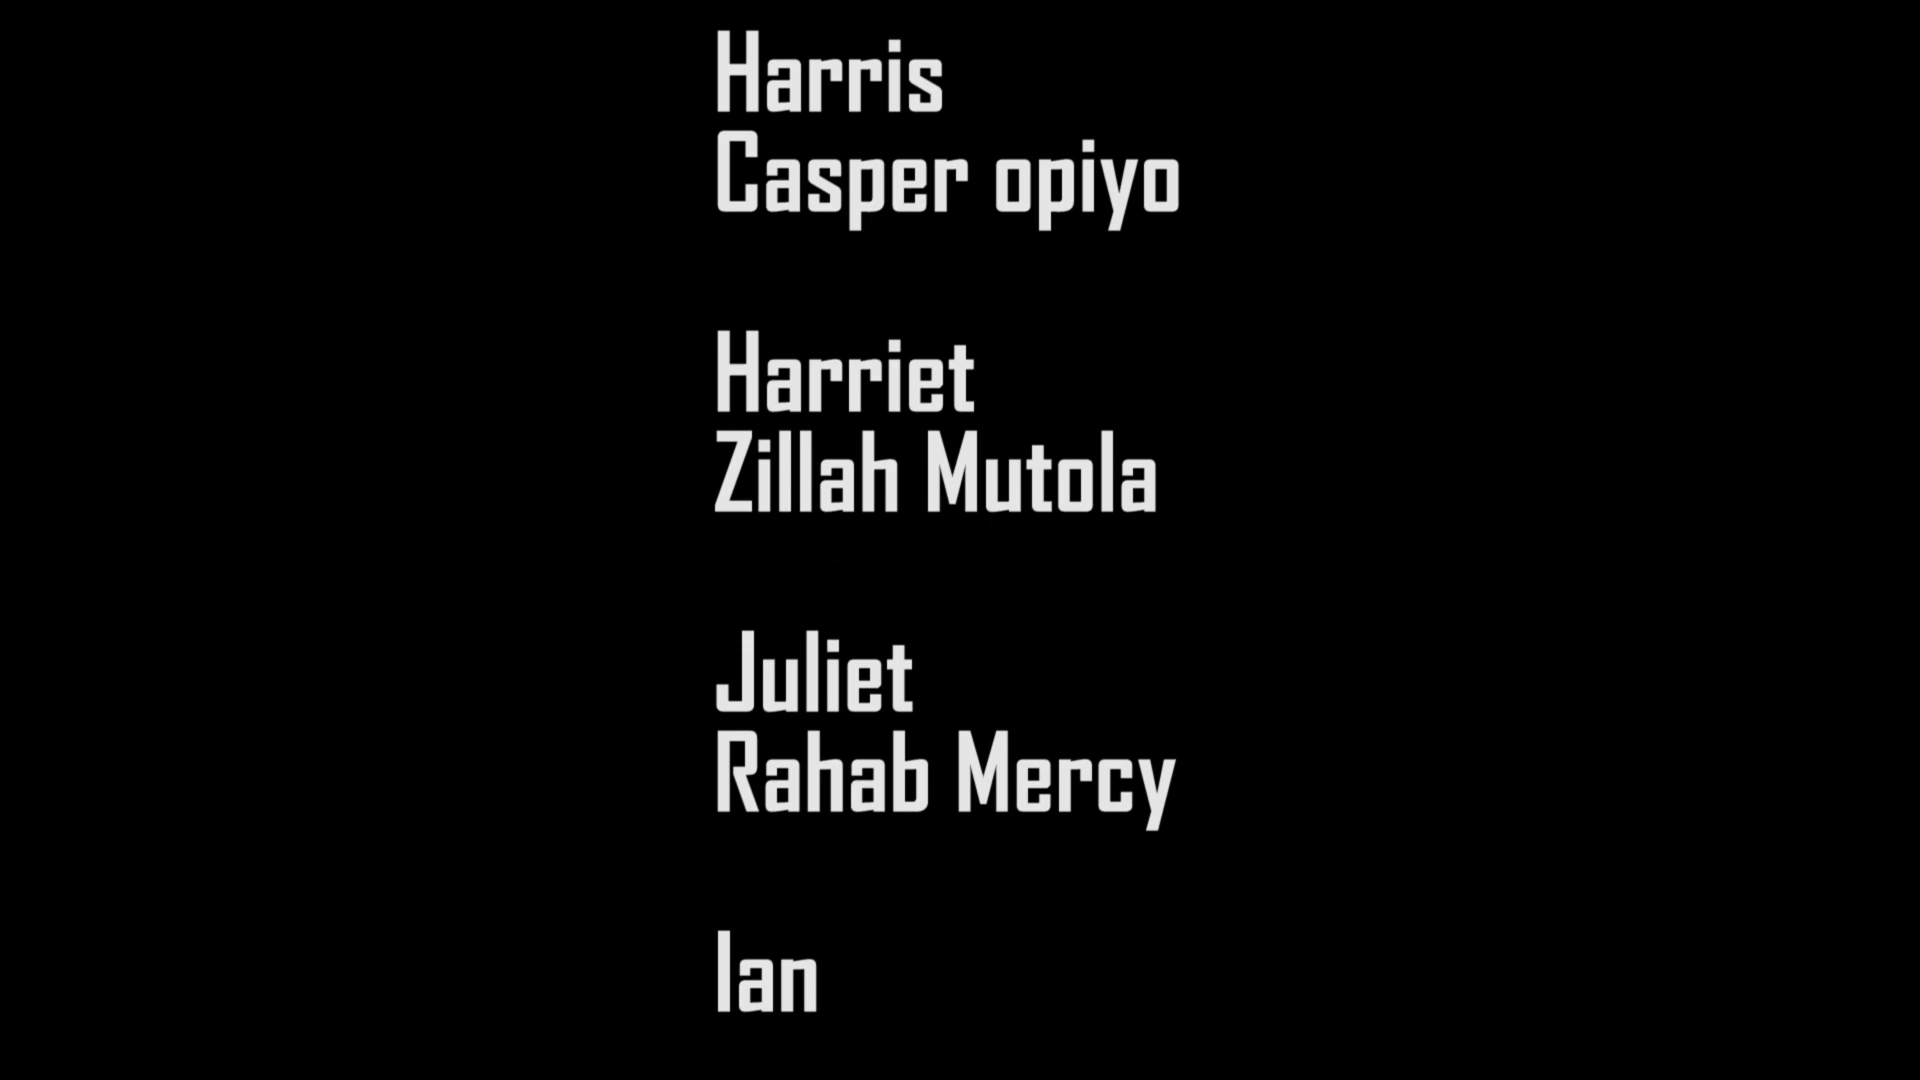 Harris
Casper opiyo
Harriet
Zillah Mutola
Juliet
Rahab Mercy
Ian